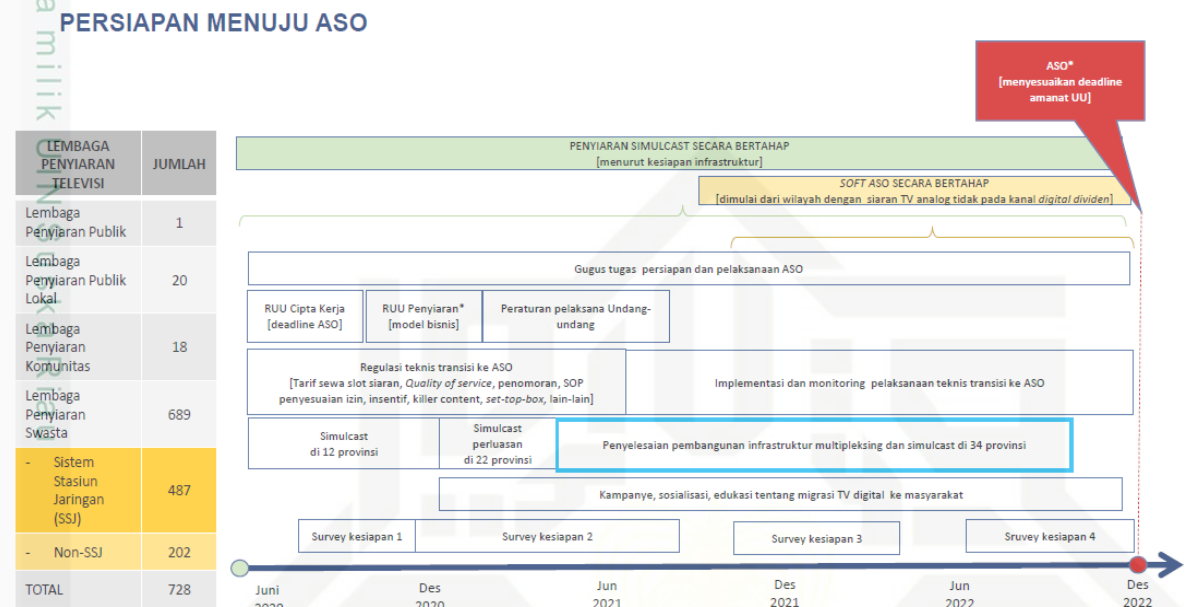 a milik UIN Suska Riau
PERSIAPAN MENUJU ASO
ASO*
[menyesuaikan deadline
amanat UU]
LEMBAGA
PENYIARAN
TELEVISI
JUMLAH
Lembaga
Penyiaran Publik
1
Lembaga
Penyiaran Publik
Lokal
20
Lembaga
Penyiaran
Komunitas
18
Lembaga
Penyiaran
Swasta
689
- Sistem
Stasiun
Jaringan
(SSJ)
487
- Non-SSJ
202
TOTAL
728
PENYIARAN SIMULCAST SECARA BERTAHAP
[menurut kesiapan infrastruktur]
SOFT ASO SECARA BERTAHAP
[dimulai dari wilayah dengan siaran TV analog tidak pada kanal digital dividen]
Gugus tugas persiapan dan pelaksanaan ASO
RUU Cipta Kerja
[deadline ASO]
RUU Penyiaran*
[model bisnis]
Peraturan pelaksana Undang-
undang
Regulasi teknis transisi ke ASO
[Tarif sewa slot siaran, Quality of service, penomoran, SOP
penyesuaian izin, insentif, killer content, set-top-box, lain-lain]
Implementasi dan monitoring pelaksanaan teknis transisi ke ASO
Simulcast
di 12 provinsi
Simulcast
perluasan
di 22 provinsi
Penyelesaian pembangunan infrastruktur multipleksing dan simulcast di 34 provinsi
Kampanye, sosialisasi, edukasi tentang migrasi TV digital ke masyarakat
Survey kesiapan 1
Survey kesiapan 2
Survey kesiapan 3
Sruvey kesiapan 4
Juni
2020
Des
2020
Jun
2021
Des
2021
Jun
2022
Des
2022